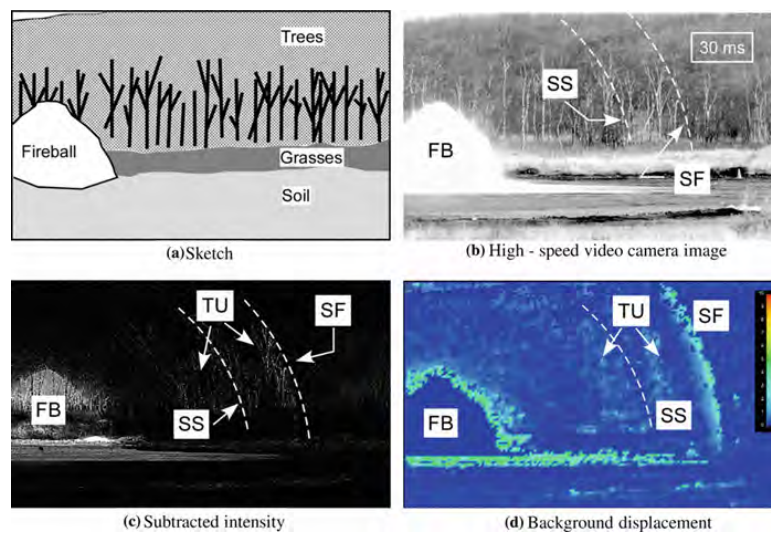 Trees
Fireball
Grasses
Soil
(a) Sketch
30 ms
SS
FB
SF
(b) High - speed video camera image
TU
SF
FB
SS
(c) Subtracted intensity
TU
SF
FB
SS
(d) Background displacement